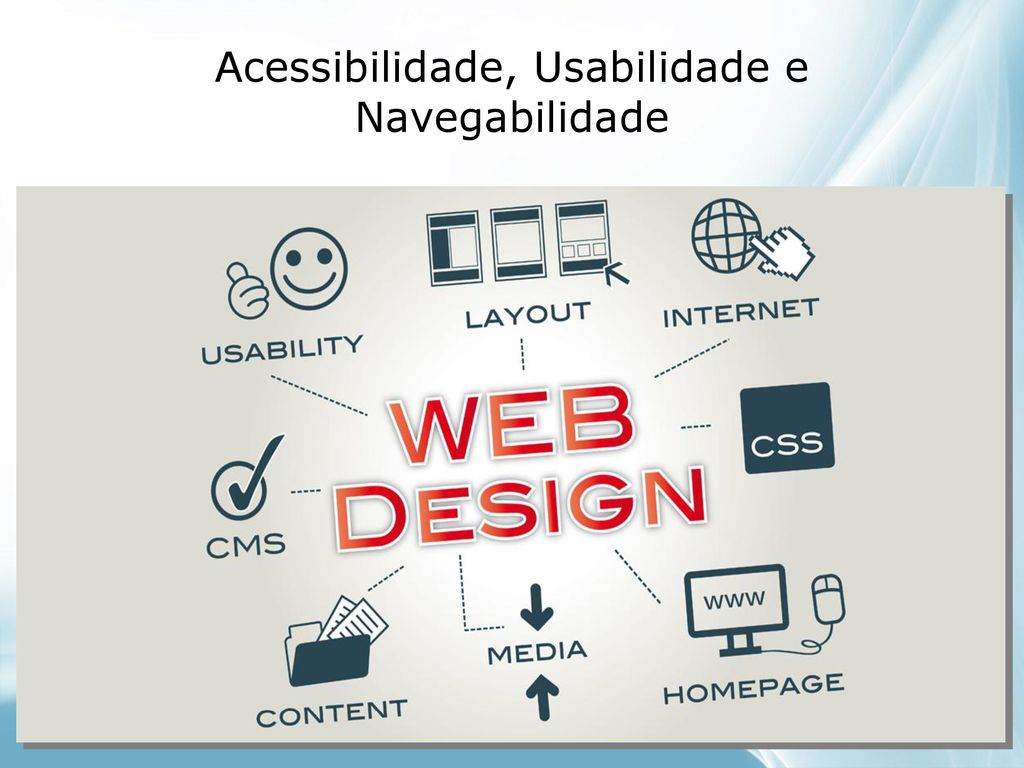 Acessibilidade, Usabilidade e
Navegabilidade
USABILITY
LAYOUT
INTERNET
WEB
DESIGN
CSS
CMS
WWW
MEDIA
CONTENT
HOMEPAGE